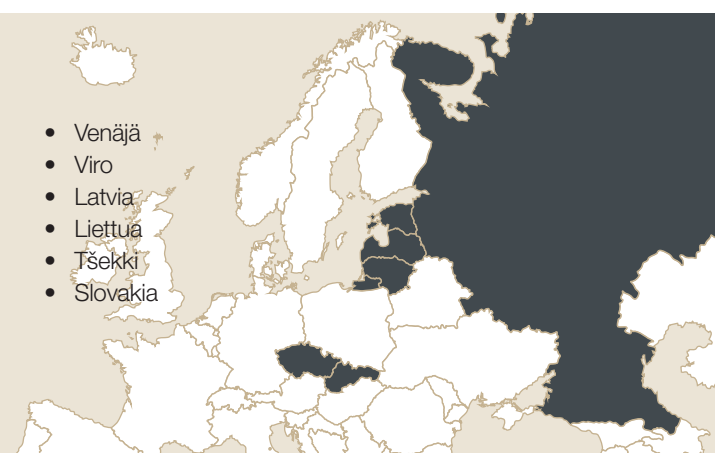 • Venäjä
• Viro
• Latvia
• Liettua
• Tšekki
• Slovakia